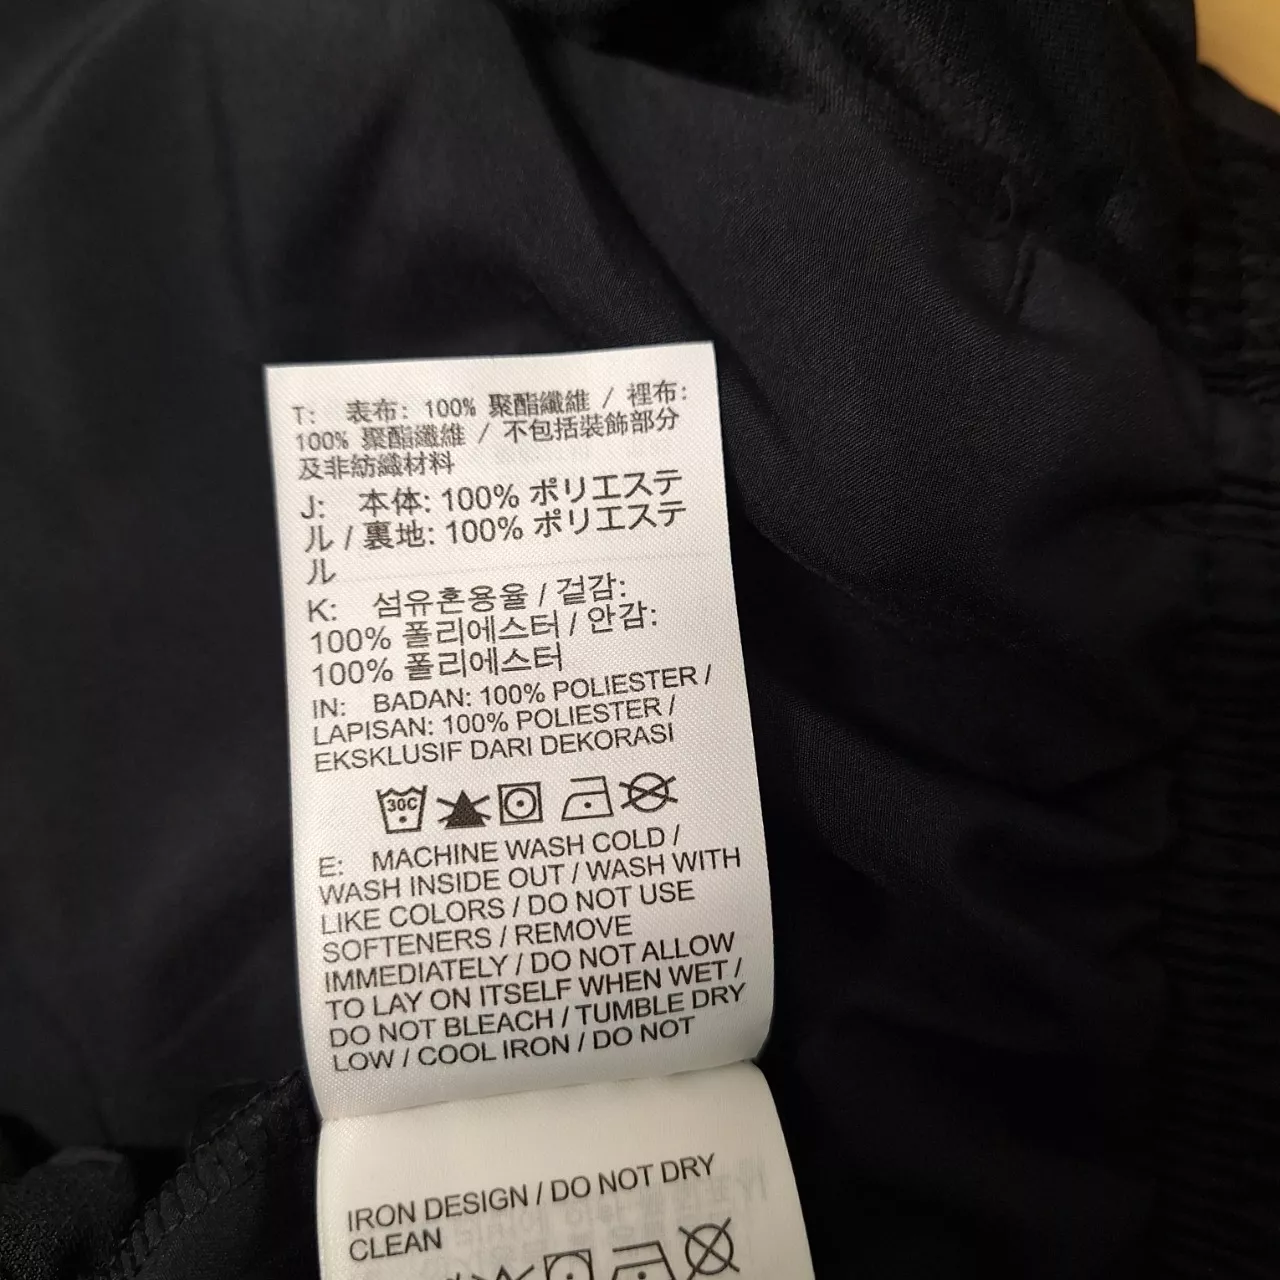 T: 表布: 100% 聚酯纖維 / 裡布:
100% 聚酯纖維 / 不包括裝飾部分
及非紡織材料
J: 本体: 100% ポリエステ
ル / 裏地: 100% ポリエステ
ル
K: 섬유혼용율 / 겉감:
100% 폴리에스터 / 안감:
100% 폴리에스터
IN: BADAN: 100% POLIESTER /
LAPISAN: 100% POLIESTER /
EKSKLUSIF DARI DEKORASI
30C
E: MACHINE WASH COLD /
WASH INSIDE OUT / WASH WITH
LIKE COLORS / DO NOT USE
SOFTENERS / REMOVE
IMMEDIATELY / DO NOT ALLOW
TO LAY ON ITSELF WHEN WET /
DO NOT BLEACH / TUMBLE DRY
LOW / COOL IRON / DO NOT
IRON DESIGN / DO NOT DRY
CLEAN